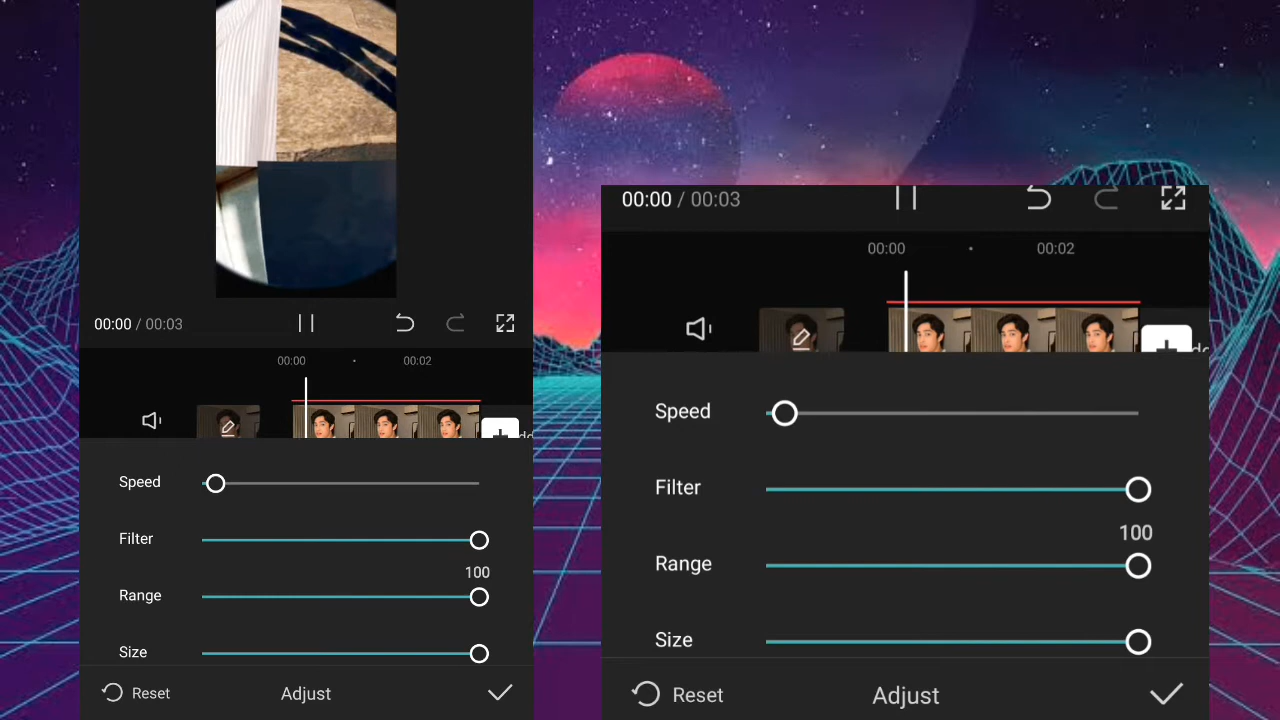 00:00 / 00:03
00:00
00:02
Speed
Filter
100
Range
Size
Reset
Adjust
00:00 / 00:03
00:00
00:02
Speed
Filter
100
Range
Size
Reset
Adjust